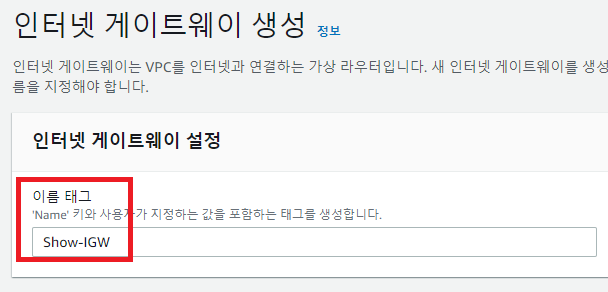 인터넷 게이트웨이 생성 정보
인터넷 게이트웨이는 VPC를 인터넷과 연결하는 가상 라우터입니다. 새 인터넷 게이트웨이를 생성
름을 지정해야 합니다.
인터넷 게이트웨이 설정
이름 태그
'Name' 키와 사용자가 지정하는 값을 포함하는 태그를 생성합니다.
Show-IGW